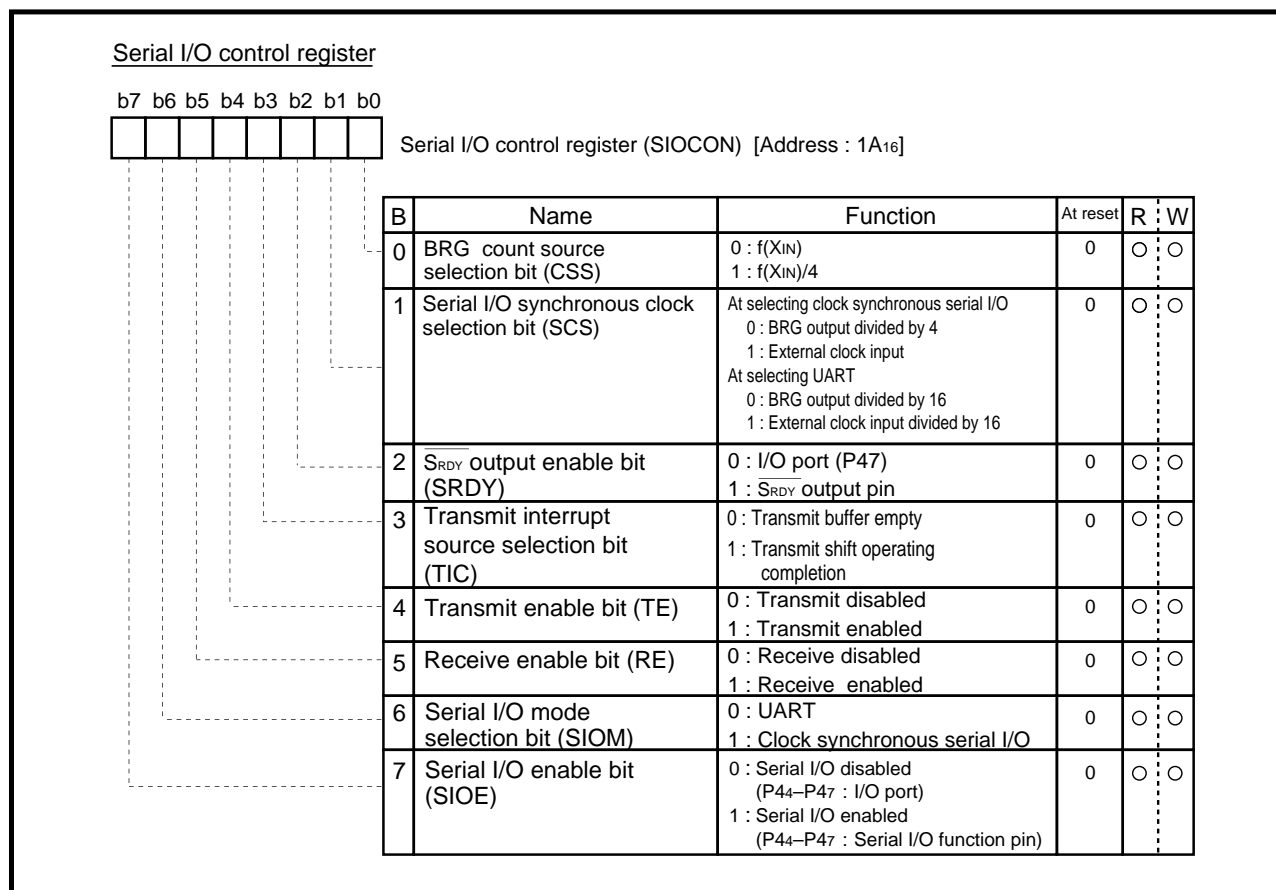 Serial I/O control register
b7 b6 b5 b4 b3 b2 b1 b0
Serial I/O control register (SIOCON) [Address : 1A16]
B Name Function At reset R W
0 BRG count source selection bit (CSS)
0 : f(XIN)
1 : f(XIN)/4
0 ○ ○
1 Serial I/O synchronous clock selection bit (SCS)
At selecting clock synchronous serial I/O
0 : BRG output divided by 4
1 : External clock input
At selecting UART
0 : BRG output divided by 16
1 : External clock input divided by 16
0 ○ ○
2 SRDY output enable bit (SRDY)
0 : I/O port (P47)
1 : SRDY output pin
0 ○ ○
3 Transmit interrupt source selection bit (TIC)
0 : Transmit buffer empty
1 : Transmit shift operating completion
0 ○ ○
4 Transmit enable bit (TE)
0 : Transmit disabled
1 : Transmit enabled
0 ○ ○
5 Receive enable bit (RE)
0 : Receive disabled
1 : Receive enabled
0 ○ ○
6 Serial I/O mode selection bit (SIOM)
0 : UART
1 : Clock synchronous serial I/O
0 ○ ○
7 Serial I/O enable bit (SIOE)
0 : Serial I/O disabled
(P44–P47 : I/O port)
1 : Serial I/O enabled
(P44–P47 : Serial I/O function pin)
0 ○ ○